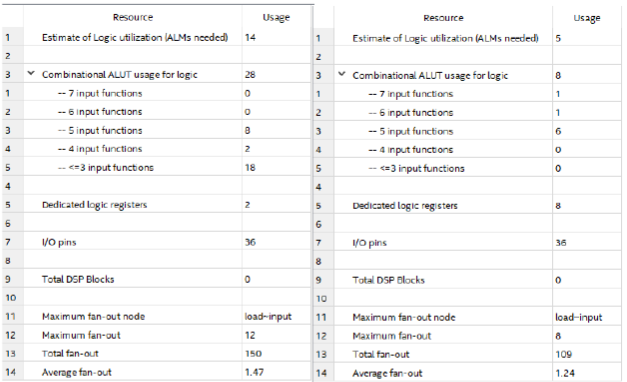 Resource Usage
1 Estimate of Logic utilization (ALMs needed) 14
2
3 Combinational ALUT usage for logic 28
1 -- 7 input functions 0
2 -- 6 input functions 0
3 -- 5 input functions 8
4 -- 4 input functions 2
5 -- <=3 input functions 18
4
5 Dedicated logic registers 2
6
7 I/O pins 36
8
9 Total DSP Blocks 0
10
11 Maximum fan-out node load~input
12 Maximum fan-out 12
13 Total fan-out 150
14 Average fan-out 1.47
Resource Usage
1 Estimate of Logic utilization (ALMs needed) 5
2
3 Combinational ALUT usage for logic 8
1 -- 7 input functions 1
2 -- 6 input functions 1
3 -- 5 input functions 6
4 -- 4 input functions 0
5 -- <=3 input functions 0
4
5 Dedicated logic registers 8
6
7 I/O pins 36
8
9 Total DSP Blocks 0
10
11 Maximum fan-out node load~input
12 Maximum fan-out 8
13 Total fan-out 109
14 Average fan-out 1.24